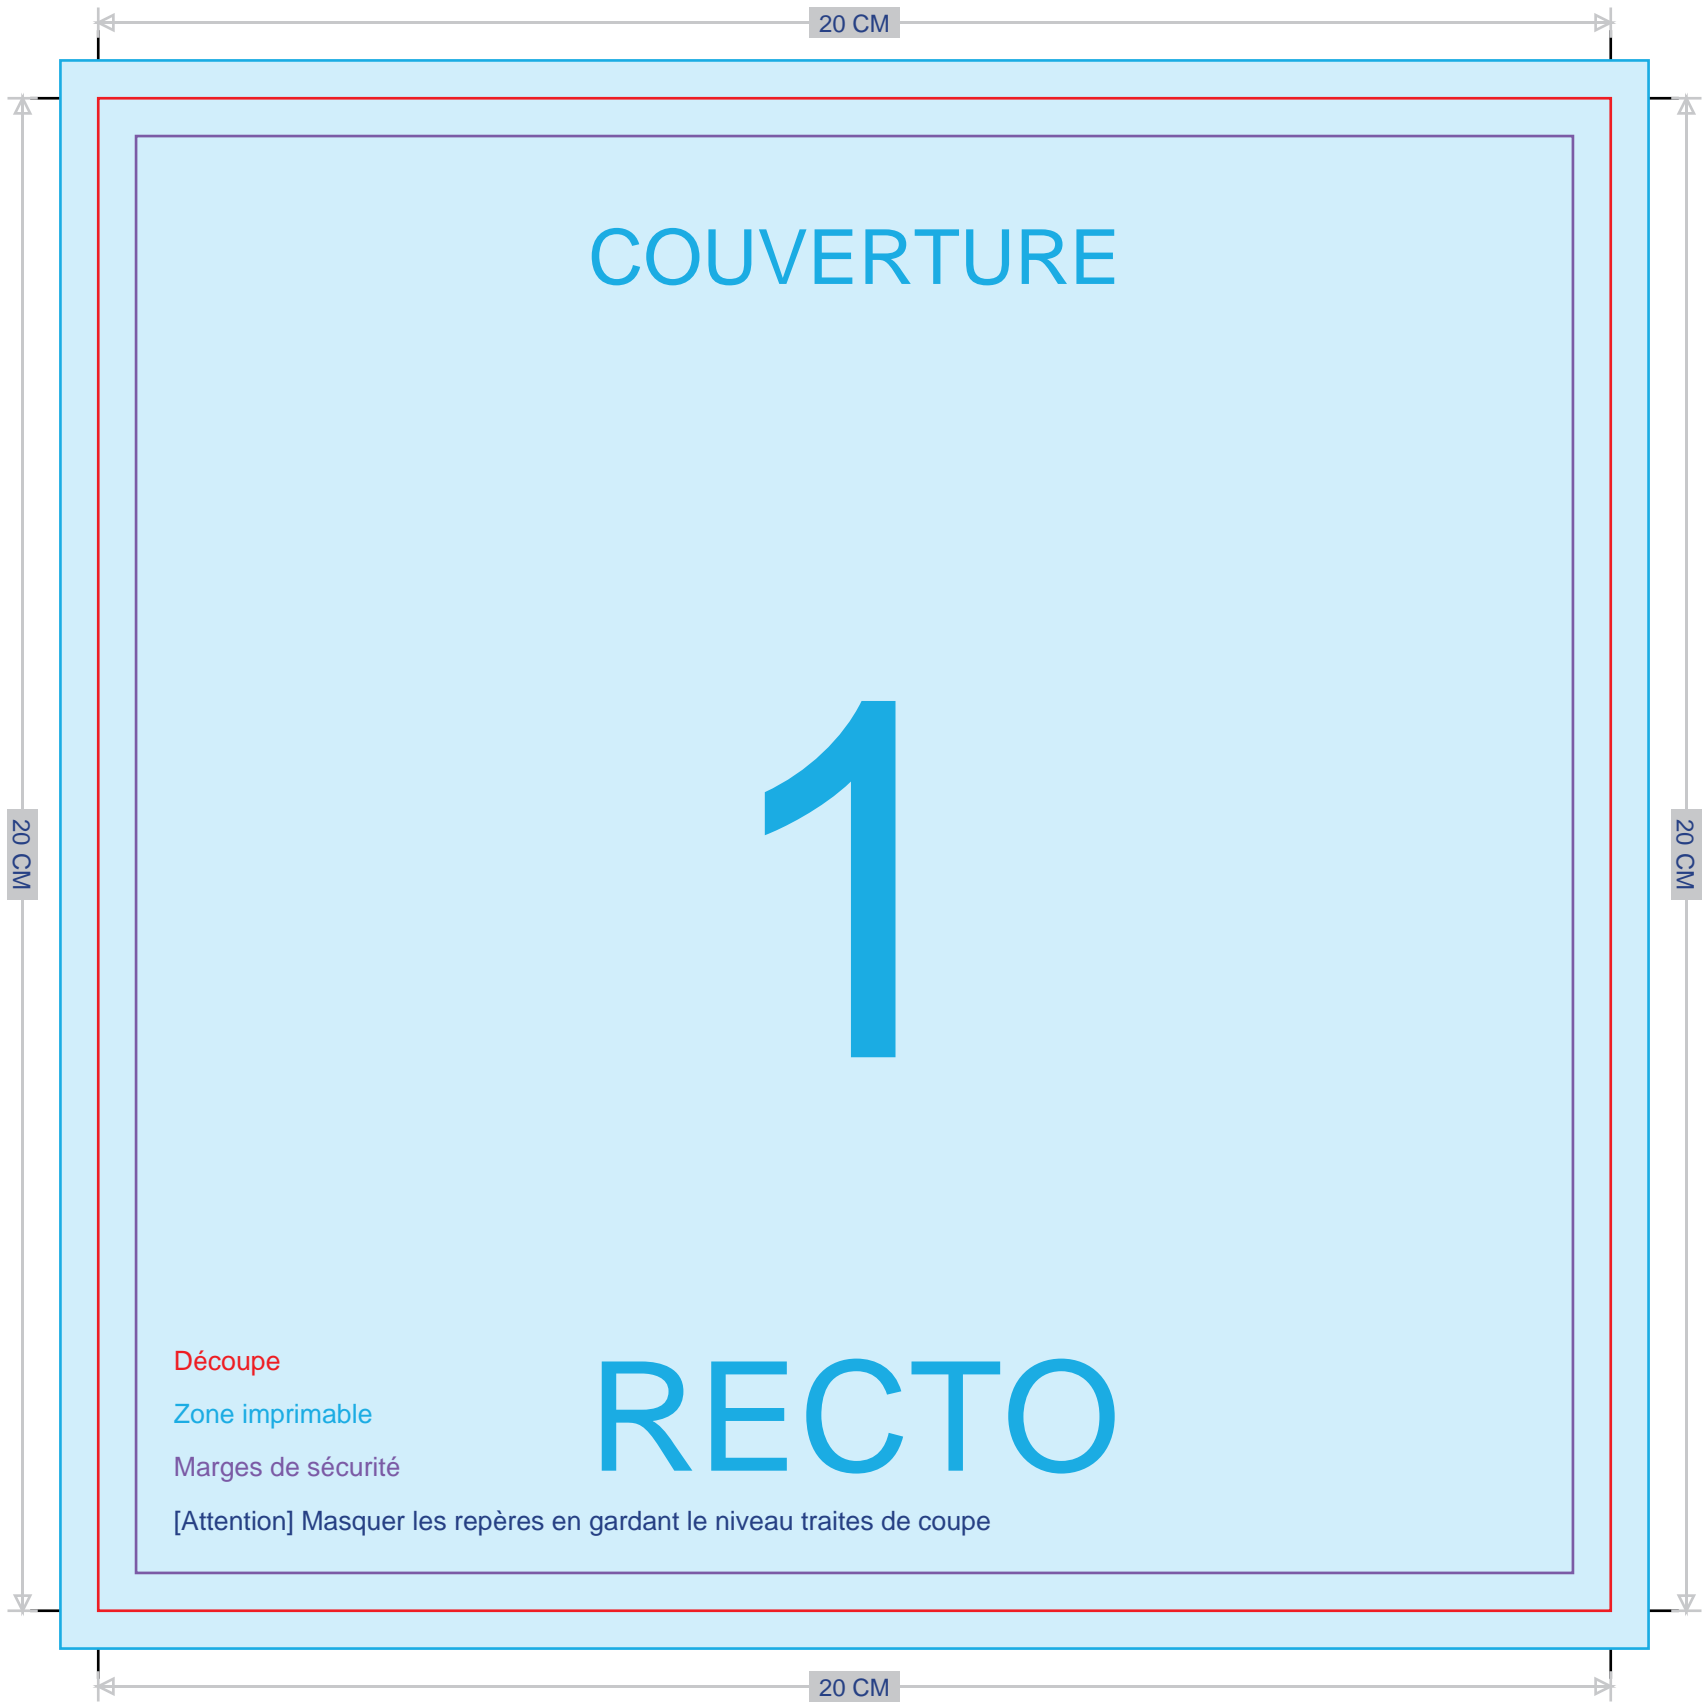 20 CM
COUVERTURE
1
20 CM
20 CM
Découpe
Zone imprimable
Marges de sécurité
RECTO
[Attention] Masquer les repères en gardant le niveau traites de coupe
20 CM